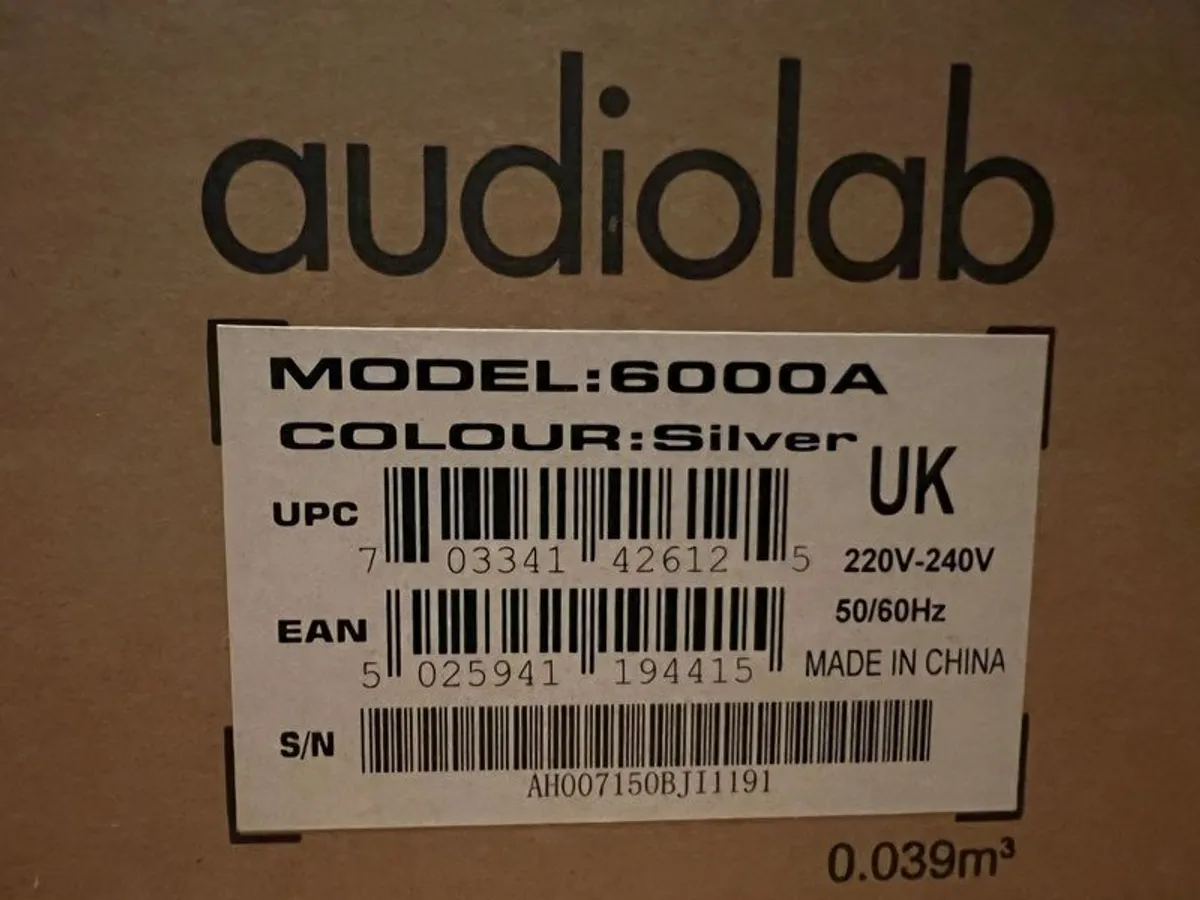 audiolab
MODEL:6000A
COLOUR:Silver
UK
UPC
7 03341 42612 5
220V-240V
50/60Hz
EAN
5 025941 194415
MADE IN CHINA
S/N
AH007150BJI1191
0.039m³